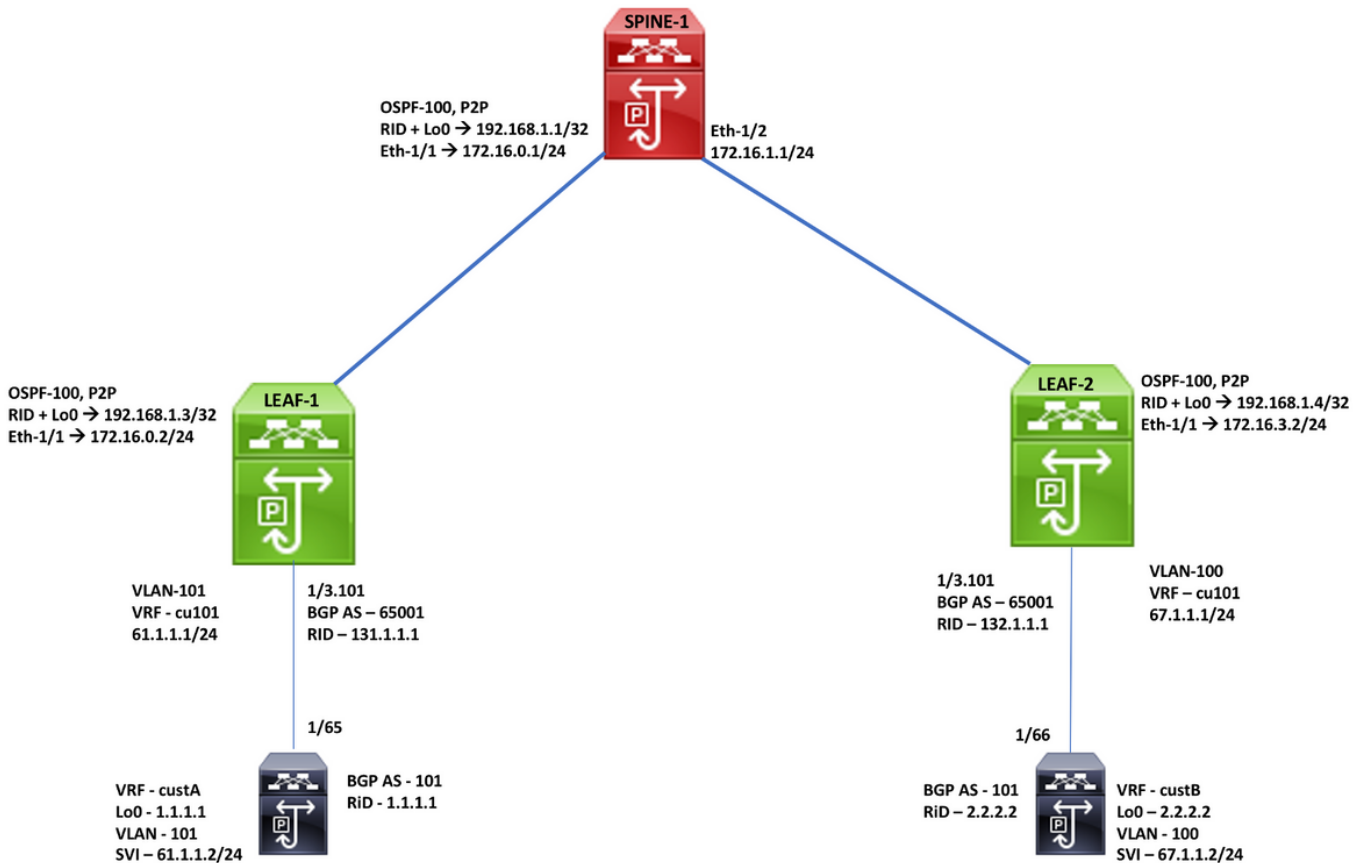 SPINE-1
OSPF-100, P2P
RID + Lo0 → 192.168.1.1/32
Eth-1/1 → 172.16.0.1/24
P
Eth-1/2
172.16.1.1/24
OSPF-100, P2P
RID + Lo0 → 192.168.1.3/32
Eth-1/1 → 172.16.0.2/24
LEAF-1
P
LEAF-2
P
OSPF-100, P2P
RID + Lo0 → 192.168.1.4/32
Eth-1/1 → 172.16.3.2/24
VLAN-101
VRF - cu101
61.1.1.1/24
1/3.101
BGP AS – 65001
RID – 131.1.1.1
1/3.101
BGP AS – 65001
RID – 132.1.1.1
VLAN-100
VRF – cu101
67.1.1.1/24
1/65
1/66
VRF - custA
Lo0 - 1.1.1.1
VLAN - 101
SVI – 61.1.1.2/24
P
BGP AS - 101
RiD - 1.1.1.1
BGP AS - 101
RiD – 2.2.2.2
P
VRF – custB
Lo0 – 2.2.2.2
VLAN - 100
SVI – 67.1.1.2/24